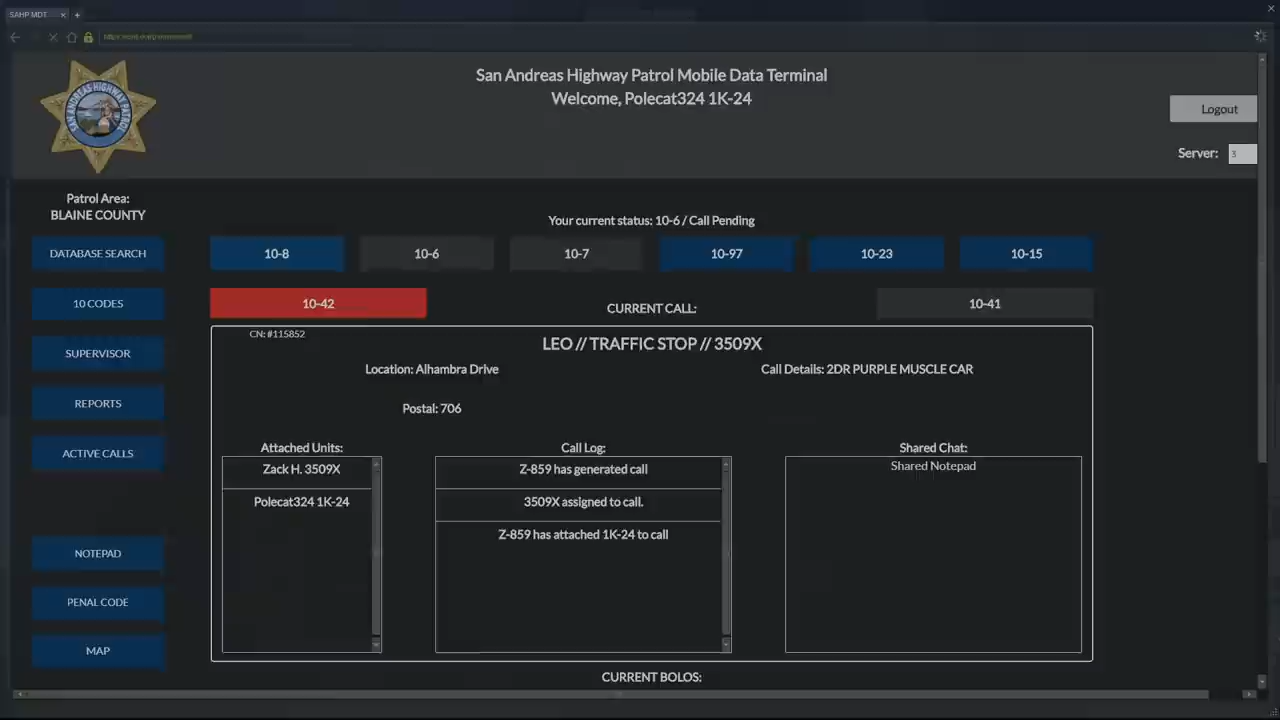 SAHP MDT
San Andreas Highway Patrol Mobile Data Terminal
Welcome, Polecat324 1K-24
SAN ANDREAS HIGHWAY PATROL
Logout
Server: 3
Patrol Area:
BLAINE COUNTY
Your current status: 10-6 / Call Pending
DATABASE SEARCH
10-8
10-6
10-7
10-97
10-23
10-15
10 CODES
10-42
CURRENT CALL:
10-41
CN: #115852
LEO // TRAFFIC STOP // 3509X
SUPERVISOR
Location: Alhambra Drive
Call Details: 2DR PURPLE MUSCLE CAR
REPORTS
Postal: 706
ACTIVE CALLS
Attached Units:
Zack H. 3509X
Polecat324 1K-24
Call Log:
Z-859 has generated call
3509X assigned to call.
Z-859 has attached 1K-24 to call
Shared Chat:
Shared Notepad
NOTEPAD
PENAL CODE
MAP
CURRENT BOLOS: